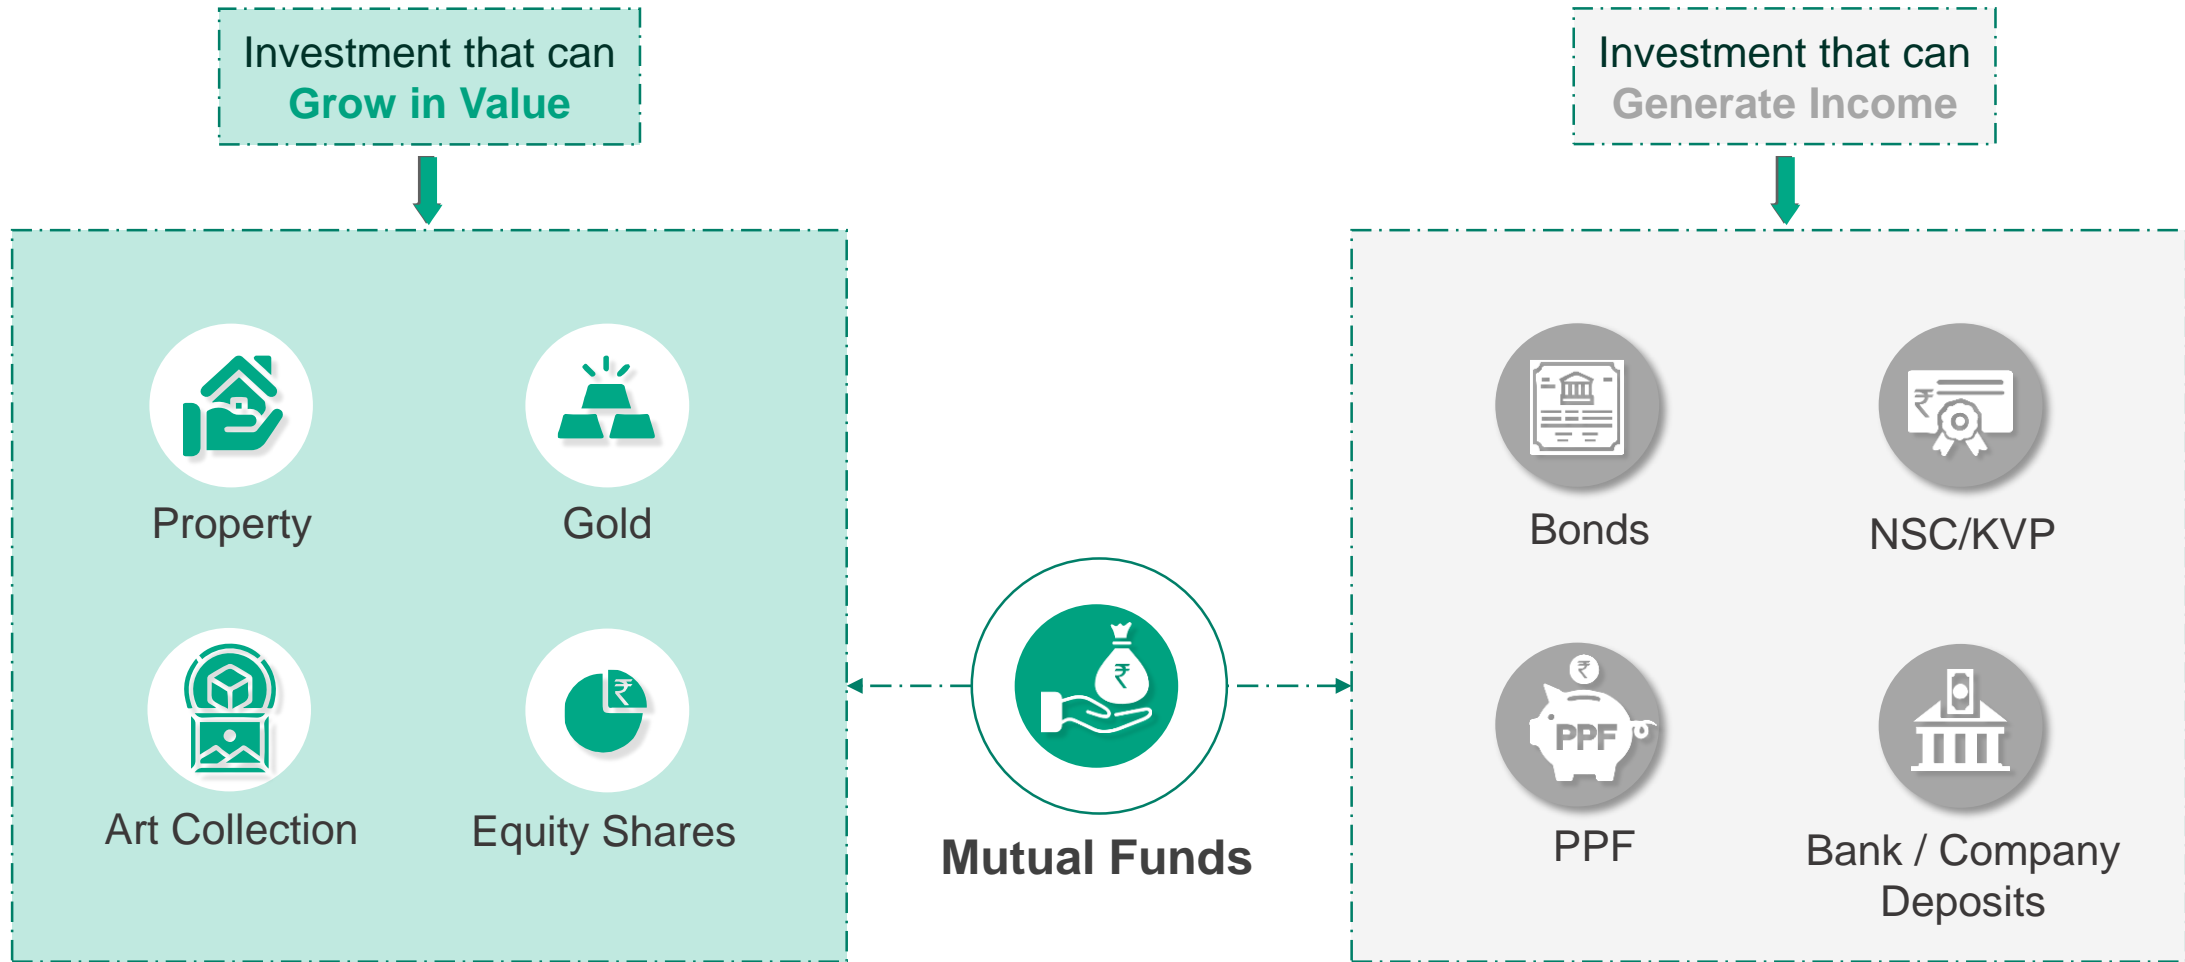 Investment that can
Grow in Value
Investment that can
Generate Income
Property
Gold
Art Collection
₹
Equity Shares
₹
Mutual Funds
Bonds
₹
NSC/KVP
₹
PPF
PPF
Bank / Company
Deposits